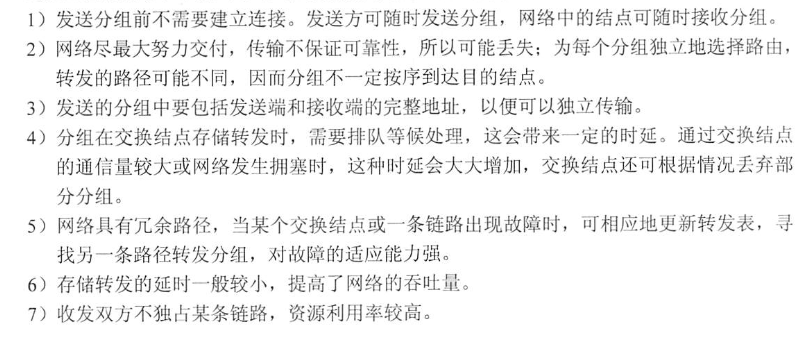 1）发送分组前不需要建立连接。发送方可随时发送分组，网络中的结点可随时接收分组。
2）网络尽最大努力交付，传输不保证可靠性，所以可能丢失；为每个分组独立地选择路由，
转发的路径可能不同，因而分组不一定按序到达目的结点。
3）发送的分组中要包括发送端和接收端的完整地址，以便可以独立传输。
4）分组在交换结点存储转发时，需要排队等候处理，这会带来一定的时延。通过交换结点
的通信量较大或网络发生拥塞时，这种时延会大大增加，交换结点还可根据情况丢弃部
分分组。
5）网络具有冗余路径，当某个交换结点或一条链路出现故障时，可相应地更新转发表，寻
找另一条路径转发分组，对故障的适应能力强。
6）存储转发的延时一般较小，提高了网络的吞吐量。
7）收发双方不独占某条链路，资源利用率较高。